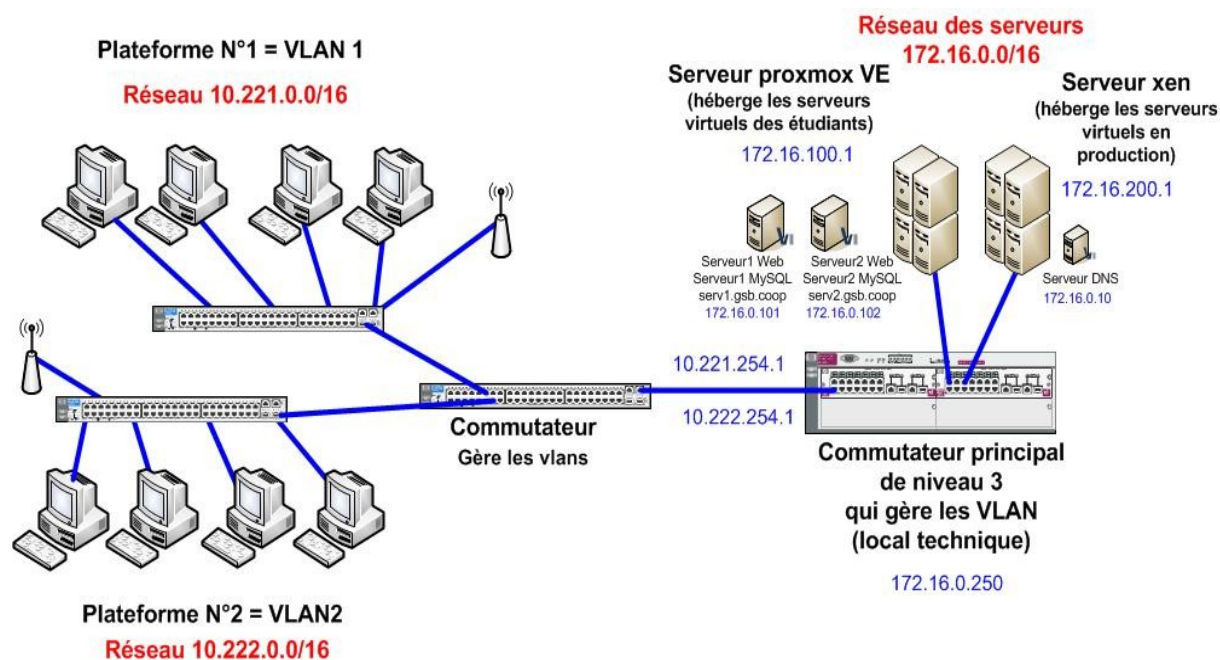 Plateforme N°1 = VLAN 1
Réseau 10.221.0.0/16
Réseau des serveurs
172.16.0.0/16
Serveur proxmox VE
(héberge les serveurs
virtuels des étudiants)
172.16.100.1
Serveur xen
(héberge les serveurs
virtuels en
production)
172.16.200.1
Serveur1 Web
Serveur1 MySQL
serv1.gsb.coop
172.16.0.101
Serveur2 Web
Serveur2 MySQL
serv2.gsb.coop
172.16.0.102
Serveur DNS
172.16.0.10
10.221.254.1
10.222.254.1
Commutateur
Gère les vlans
Commutateur principal
de niveau 3
qui gère les VLAN
(local technique)
172.16.0.250
Plateforme N°2 = VLAN2
Réseau 10.222.0.0/16